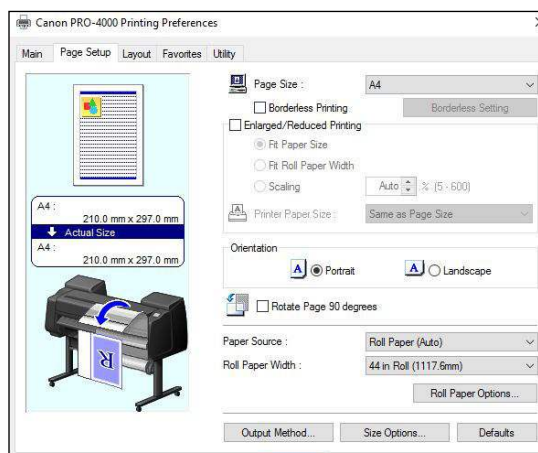 Canon PRO-4000 Printing Preferences
Main Page Setup Layout Favorites Utility
Page Size : A4
Borderless Printing Borderless Setting
Enlarged/Reduced Printing
Fit Paper Size
Fit Roll Paper Width
Scaling Auto % (5 - 600)
Printer Paper Size : Same as Page Size
A4 :
210.0 mm x 297.0 mm
Actual Size
A4 :
210.0 mm x 297.0 mm
Orientation
A Portrait A Landscape
Rotate Page 90 degrees
R
Paper Source : Roll Paper (Auto)
Roll Paper Width : 44 in Roll (1117.6mm)
Roll Paper Options...
Output Method... Size Options... Defaults